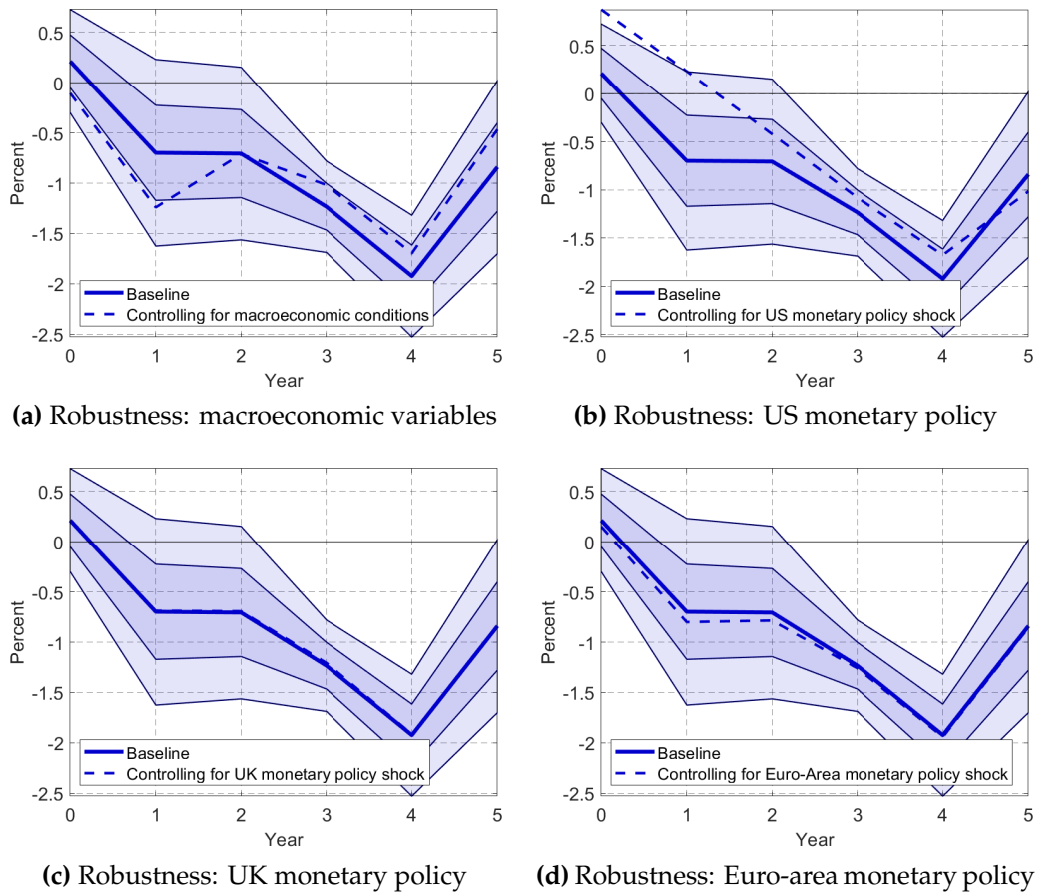 0.5
0
-0.5
-1
-1.5
-2
-2.5
Percent
Baseline
Controlling for macroeconomic conditions
0 1 2 3 4 5
Year
(a) Robustness: macroeconomic variables
0.5
0
-0.5
-1
-1.5
-2
-2.5
Percent
Baseline
Controlling for US monetary policy shock
0 1 2 3 4 5
Year
(b) Robustness: US monetary policy
0.5
0
-0.5
-1
-1.5
-2
-2.5
Percent
Baseline
Controlling for UK monetary policy shock
0 1 2 3 4 5
Year
(c) Robustness: UK monetary policy
0.5
0
-0.5
-1
-1.5
-2
-2.5
Percent
Baseline
Controlling for Euro-Area monetary policy shock
0 1 2 3 4 5
Year
(d) Robustness: Euro-area monetary policy